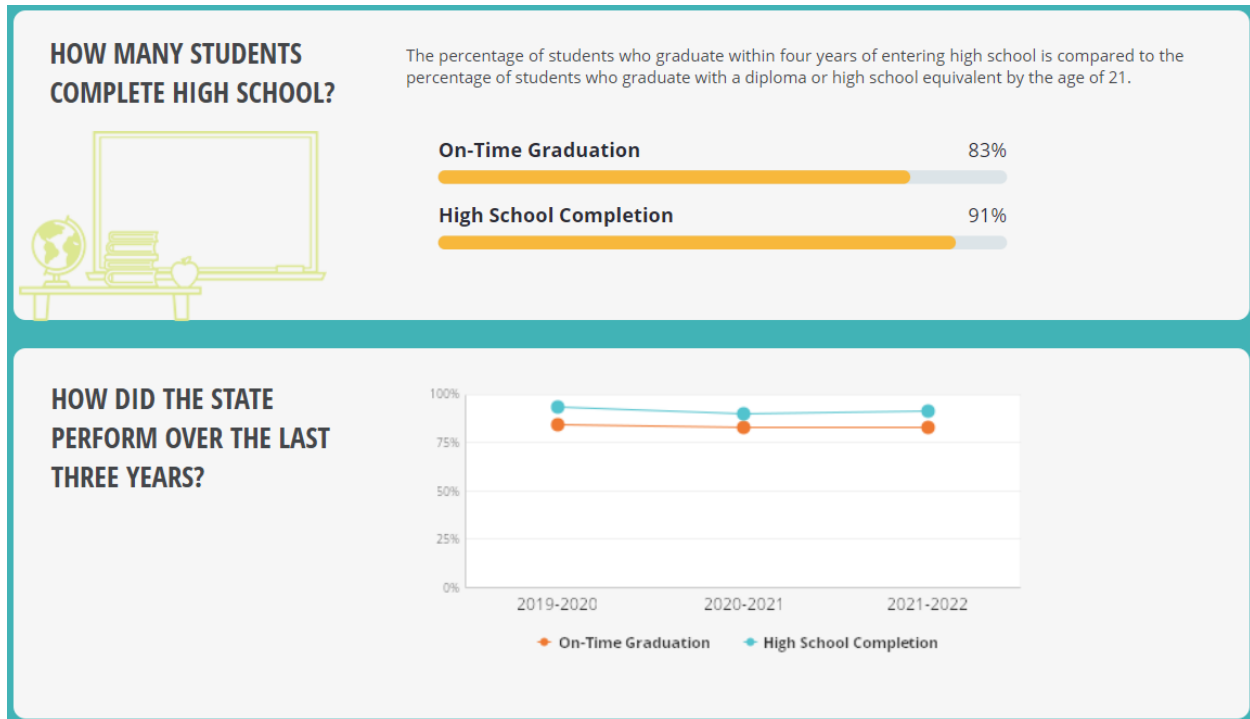 HOW MANY STUDENTS
COMPLETE HIGH SCHOOL?
The percentage of students who graduate within four years of entering high school is compared to the
percentage of students who graduate with a diploma or high school equivalent by the age of 21.
On-Time Graduation 83%
High School Completion 91%
HOW DID THE STATE
PERFORM OVER THE LAST
THREE YEARS?
100%
75%
50%
25%
0%
2019-2020 2020-2021 2021-2022
On-Time Graduation High School Completion